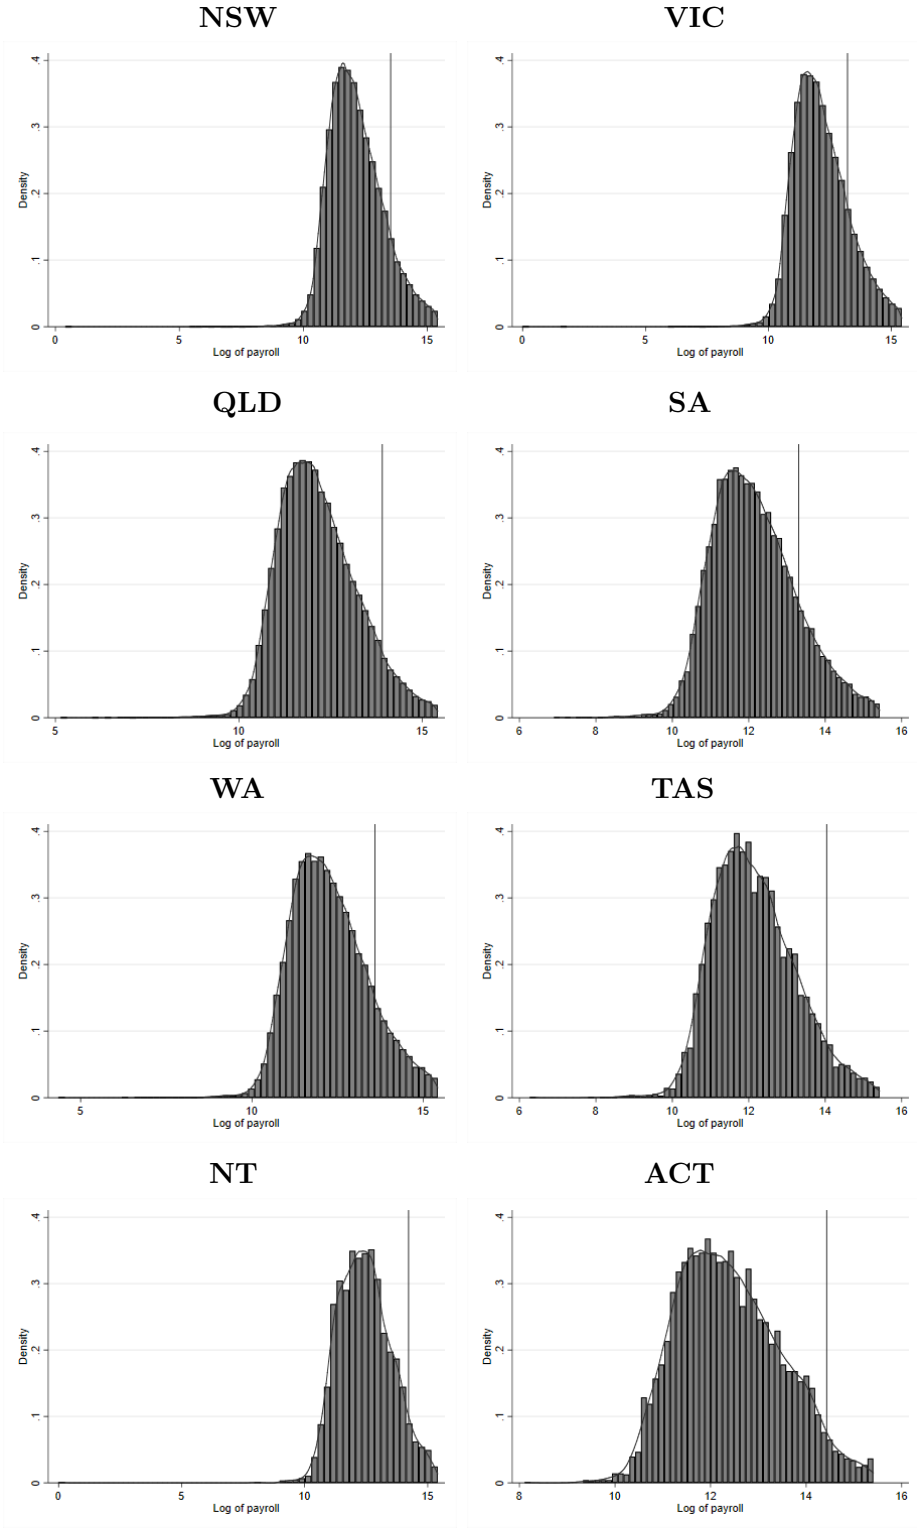 NSW
VIC
.4
.3
.2
.1
0
Density
0 5 10 15
Log of payroll
.4
.3
.2
.1
0
Density
0 5 10 15
Log of payroll
QLD
SA
.4
.3
.2
.1
0
Density
5 10 15
Log of payroll
.4
.3
.2
.1
0
Density
6 8 10 12 14 16
Log of payroll
WA
TAS
.4
.3
.2
.1
0
Density
5 10 15
Log of payroll
.4
.3
.2
.1
0
Density
6 8 10 12 14 16
Log of payroll
NT
ACT
.4
.3
.2
.1
0
Density
0 5 10 15
Log of payroll
.4
.3
.2
.1
0
Density
8 10 12 14 16
Log of payroll